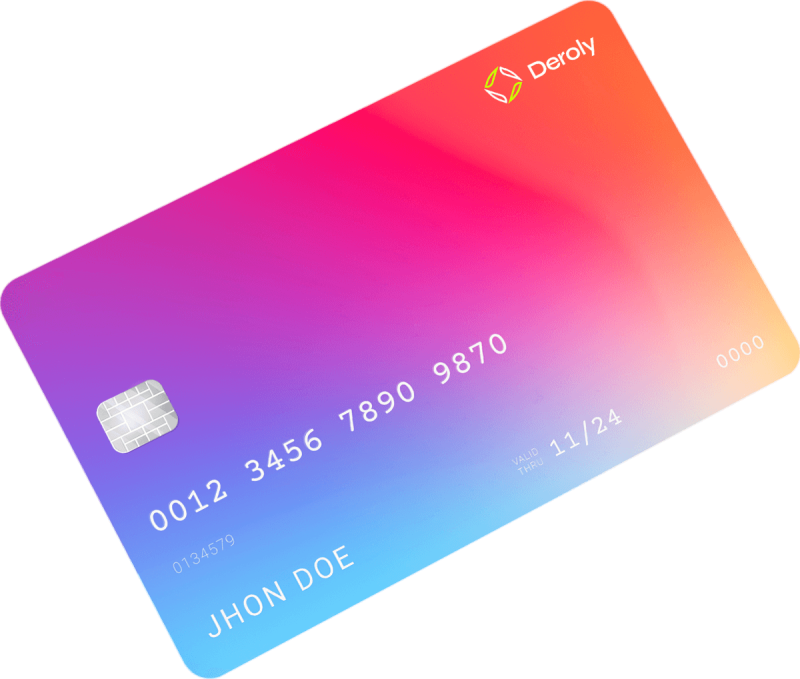 Deroly
0012 3456 7890 9870
0000
0134579
VALID
THRU
11/24
JHON DOE